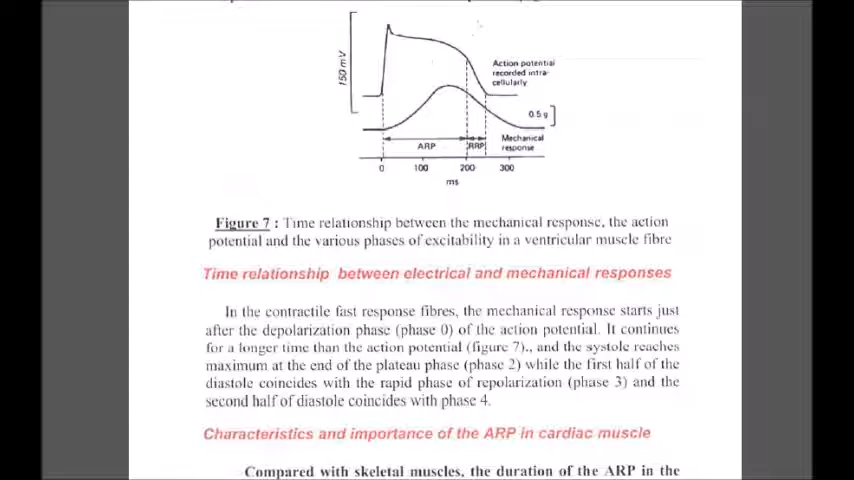 150 mV
Action potential
recorded intra-
cellularly
0.5 g
Mechanical
response
ARP
RRP
0 100 200 300
ms
Figure 7 : Time relationship between the mechanical response, the action
potential and the various phases of excitability in a ventricular muscle fibre
Time relationship between electrical and mechanical responses
In the contractile fast response fibres, the mechanical response starts just
after the depolarization phase (phase 0) of the action potential. It continues
for a longer time than the action potential (figure 7)., and the systole reaches
maximum at the end of the plateau phase (phase 2) while the first half of the
diastole coincides with the rapid phase of repolarization (phase 3) and the
second half of diastole coincides with phase 4.
Characteristics and importance of the ARP in cardiac muscle
Compared with skeletal muscles, the duration of the ARP in the